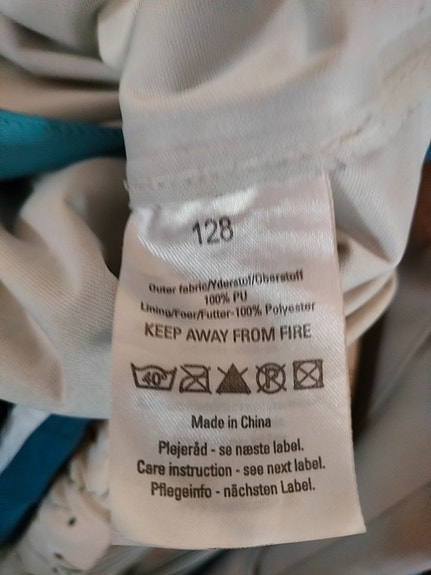 128
Outer fabric/Yderstof/Oberstoff
100% PU
Lining/Foer/Futter-100% Polyester
KEEP AWAY FROM FIRE
40°
Made in China
Plejeråd - se næste label.
Care instruction - see next label.
Pflegeinfo - nächsten Label.